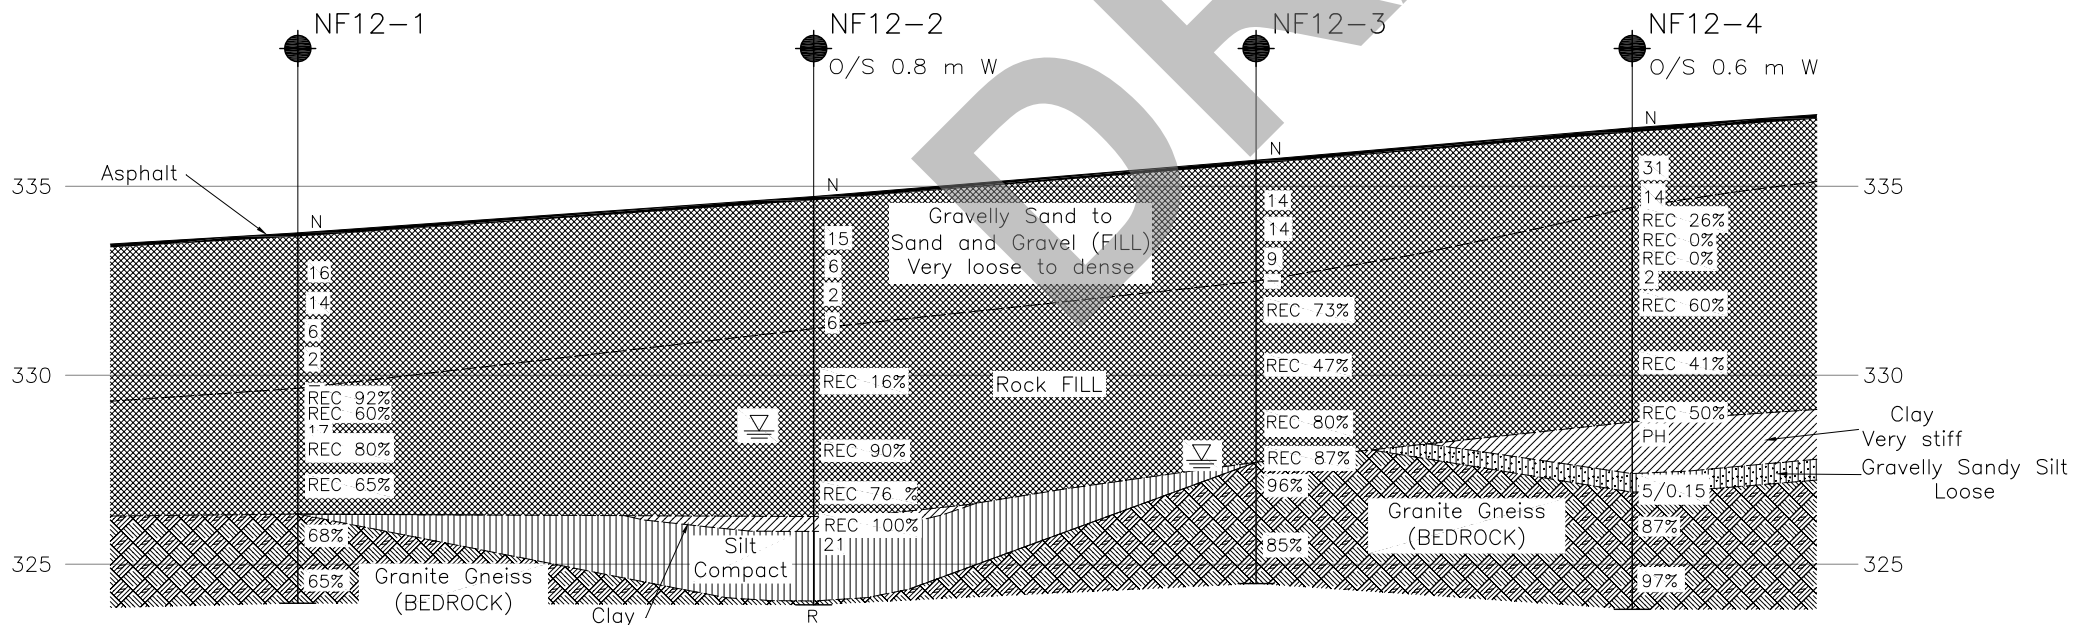 NF12-1
NF12-2
O/S 0.8 m W
NF12-3
NF12-4
O/S 0.6 m W
Asphalt
335
335
330
330
325
325
N
16
14
6
2
REC 92%
REC 60%
17
REC 80%
REC 65%
68%
65%
N
15
6
2
6
REC 16%
REC 90%
REC 76 %
REC 100%
21
R
N
14
14
9
REC 73%
REC 47%
REC 80%
REC 87%
96%
85%
N
31
14
REC 26%
REC 0%
REC 0%
2
REC 60%
REC 41%
REC 50%
PH
5/0.15
87%
97%
Gravelly Sand to
Sand and Gravel (FILL)
Very loose to dense
Rock FILL
Silt
Compact
Clay
Granite Gneiss
(BEDROCK)
Granite Gneiss
(BEDROCK)
Clay
Very stiff
Gravelly Sandy Silt
Loose